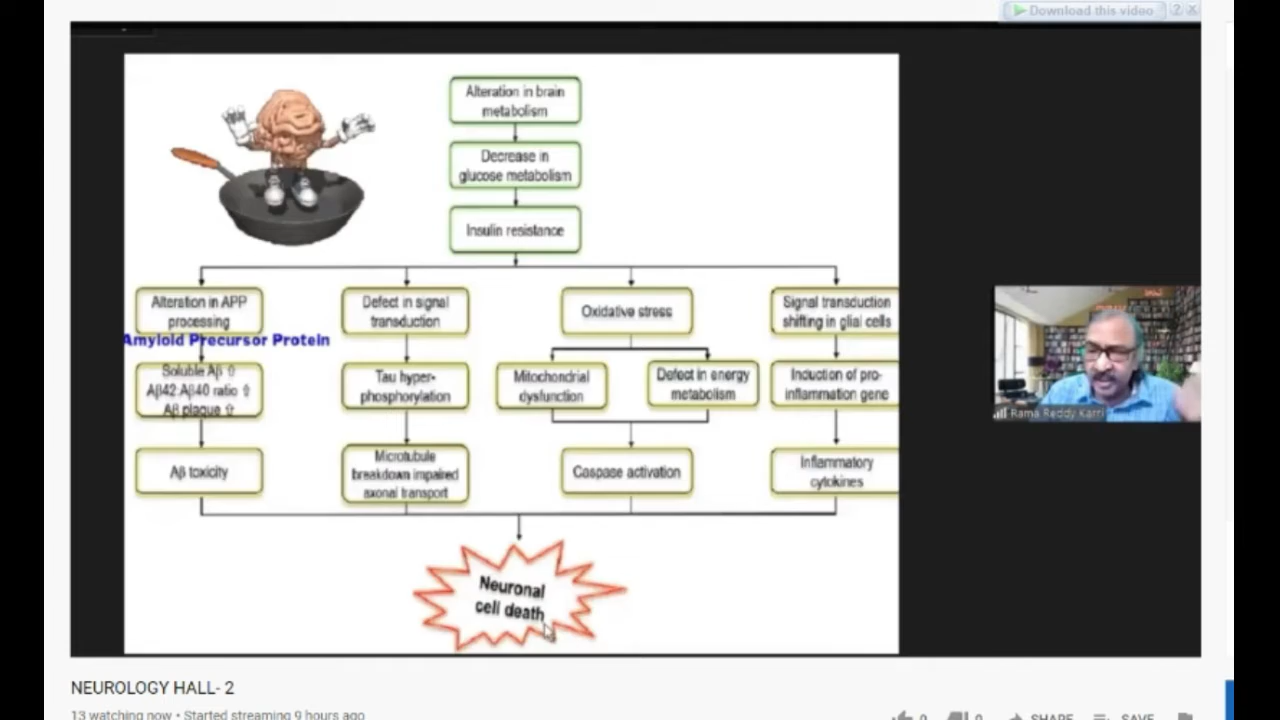 Download this video
?
Alteration in brain
metabolism
Decrease in
glucose metabolism
Insulin resistance
Alteration in APP
processing
Amyloid Precursor Protein
Soluble Aβ ⇧
Aβ42:Aβ40 ratio ⇧
Aβ plaque ⇧
Aβ toxicity
Defect in signal
transduction
Tau hyper-
phosphorylation
Microtubule
breakdown impaired
axonal transport
Oxidative stress
Mitochondrial
dysfunction
Defect in energy
metabolism
Caspase activation
Signal transduction
shifting in glial cells
Induction of pro-
inflammation gene
Inflammatory
cytokines
Neuronal
cell death
Rama Reddy Karri
NEUROLOGY HALL- 2
13 watching now • Started streaming 9 hours ago
0
0
SHARE
SAVE